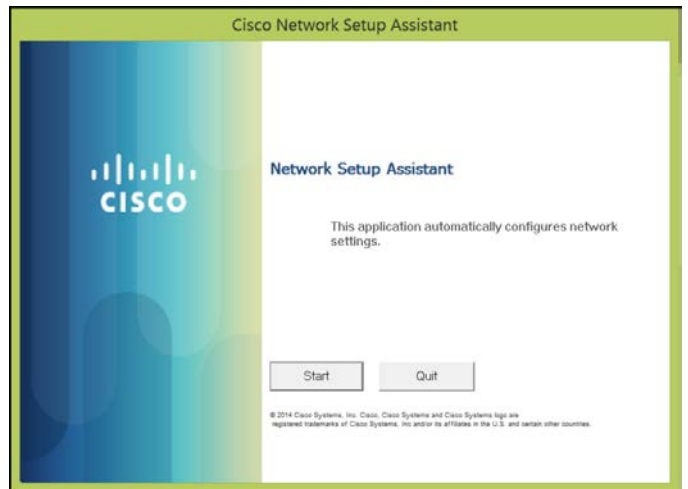 Cisco Network Setup Assistant
CISCO
Network Setup Assistant
This application automatically configures network
settings.
Start
Quit
© 2014 Cisco Systems, Inc. Cisco, Cisco Systems and Cisco Systems logo are
registered trademarks of Cisco Systems, Inc and/or its affiliates in the U.S. and certain other countries.